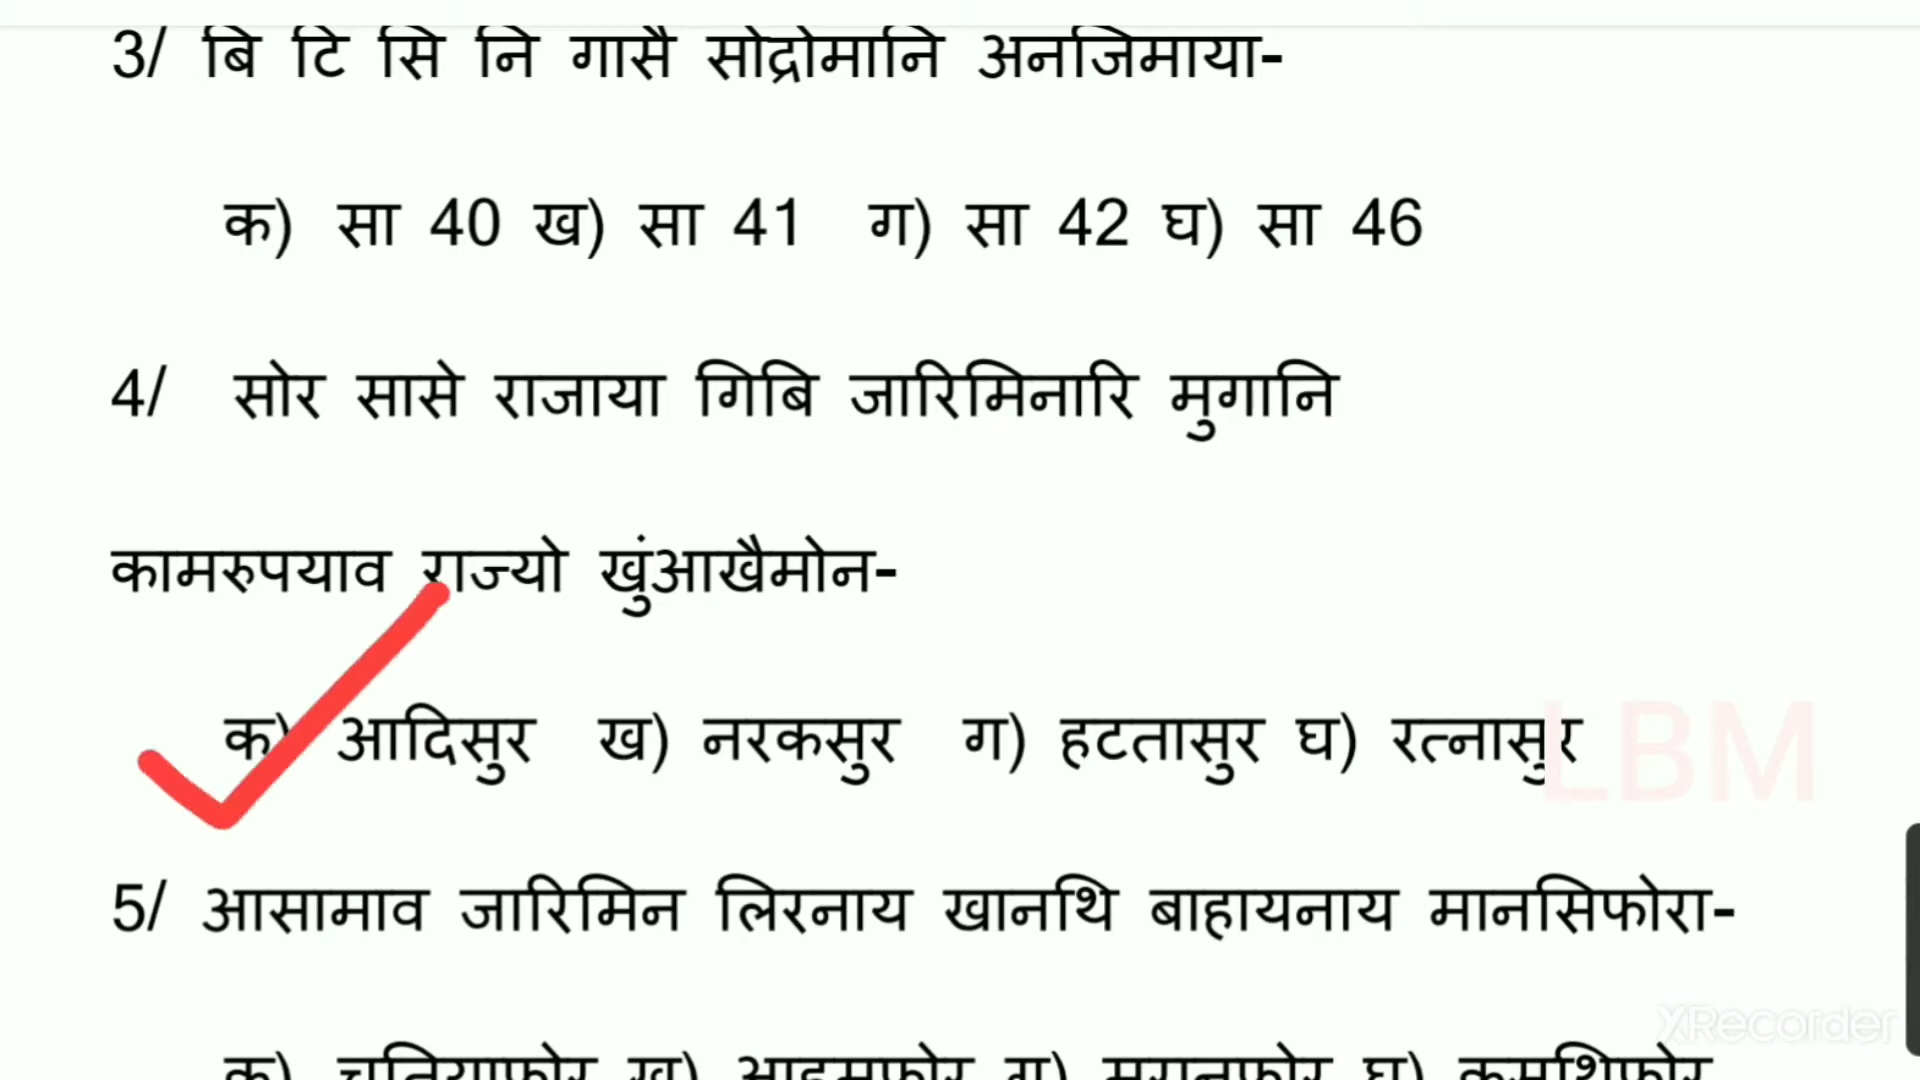 3/ बि टि सि नि गासै सोद्रोमानि अनजिमाया-
क) सा 40 ख) सा 41 ग) सा 42 घ) सा 46
4/ सोर सासे राजाया गिबि जारिमिनारि मुगानि
कामरुपयाव राज्यो खुंआखैमोन-
क) आदिसुर ख) नरकसुर ग) हटतासुर घ) रत्नासुर
LBM
5/ आसामाव जारिमिन लिरनाय खानथि बाहायनाय मानसिफोरा-
XRecorder
क) ख) आहमफोर ग) घ)